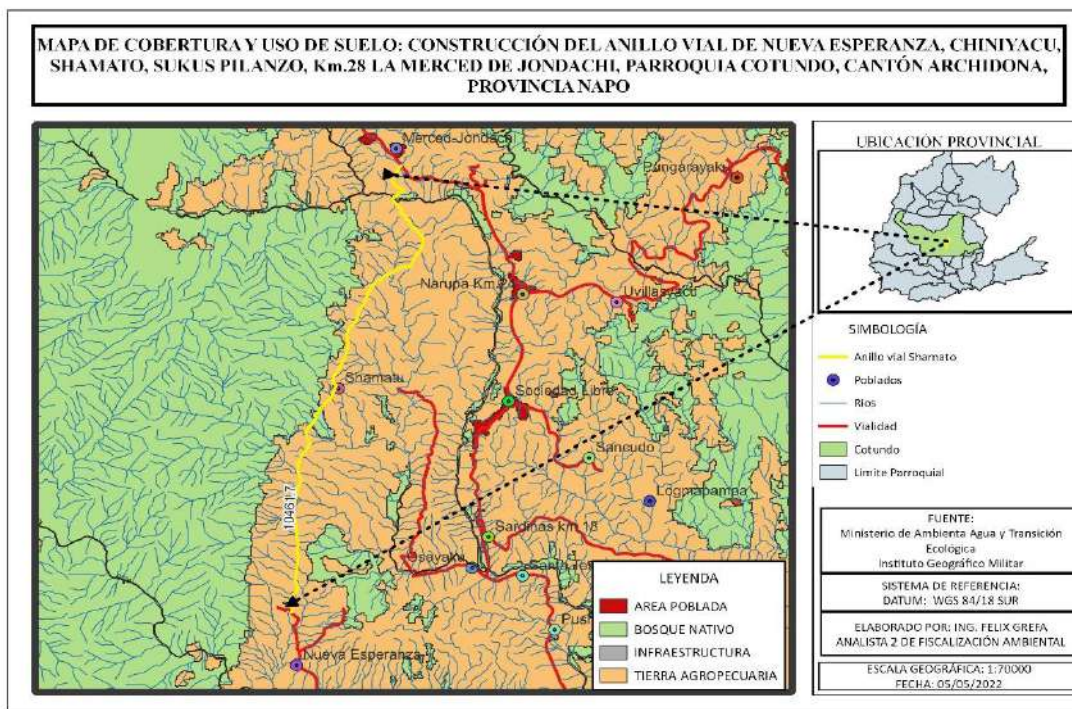 MAPA DE COBERTURA Y USO DE SUELO: CONSTRUCCIÓN DEL ANILLO VIAL DE NUEVA ESPERANZA, CHINIYACU,
SHAMATO, SUKUS PILANZO, Km.28 LA MERCED DE JONDACHI, PARROQUIA COTUNDO, CANTÓN ARCHIDONA,
PROVINCIA NAPO
Merced-Jondachi
Pungarayaku
Narupa Km 24
Uvillasyacu
Shamato
Sociedad Libre
Sancudo
Logmapampa
10461.7
Sardinas km 18
Osayaku
Santa
Nueva Esperanza
LEYENDA
AREA POBLADA
BOSQUE NATIVO
INFRAESTRUCTURA
TIERRA AGROPECUARIA
UBICACIÓN PROVINCIAL
SIMBOLOGÍA
Anillo vial Shamato
Poblados
Rios
Vialidad
Cotundo
Limite Parroquial
FUENTE:
Ministerio de Ambienta Agua y Transición
Ecológica
Instituto Geográfico Militar
SISTEMA DE REFERENCIA:
DATUM: WGS 84/18 SUR
ELABORADO POR: ING. FELIX GREFA
ANALISTA 2 DE FISCALIZACIÓN AMBIENTAL
ESCALA GEOGRÁFICA: 1:70000
FECHA: 05/05/2022